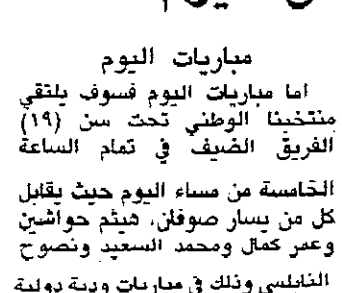 مباريات اليوم
اما مباريات اليوم فسوف يلتقي
منتخبنا الوطني تحت سن (١٩)
الفريق الضيف في تمام الساعة
الخامسة من مساء اليوم حيث يقابل
كل من يسار صوفان، هيثم حواشين
وعمر كمال ومحمد السعيد ونصوح
النابلسي وذلك في مباريات ودية دولية